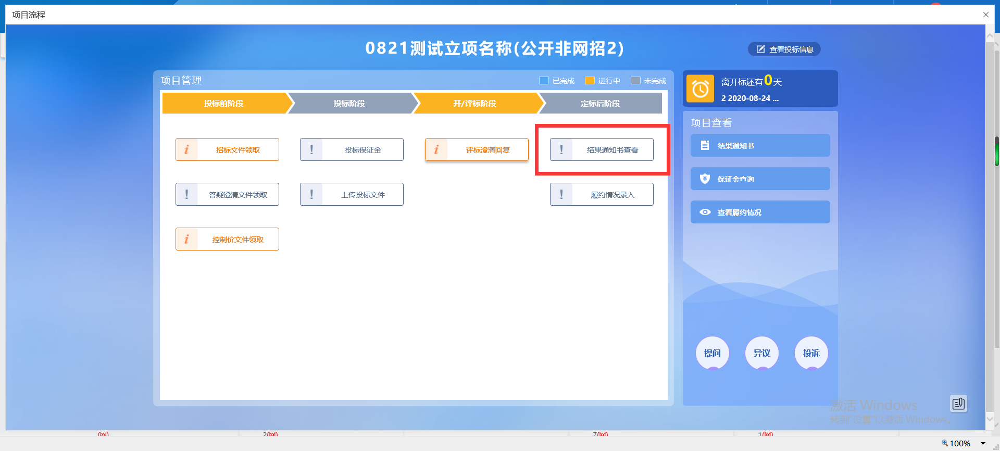 项目流程
0821测试立项名称(公开非网招2)
查看投标信息
项目管理
已完成
进行中
未完成
投标前阶段
投标阶段
开/评标阶段
定标后阶段
招标文件领取
投标保证金
评标澄清回复
结果通知书查看
答疑澄清文件领取
上传投标文件
履约情况录入
控制价文件领取
离开标还有0天
2 2020-08-24 ...
项目查看
结果通知书
保证金查询
查看履约情况
提问
异议
投诉
激活 Windows
转到"设置"以激活 Windows。
(网)
2(网)
7(网)
1(网)
100%